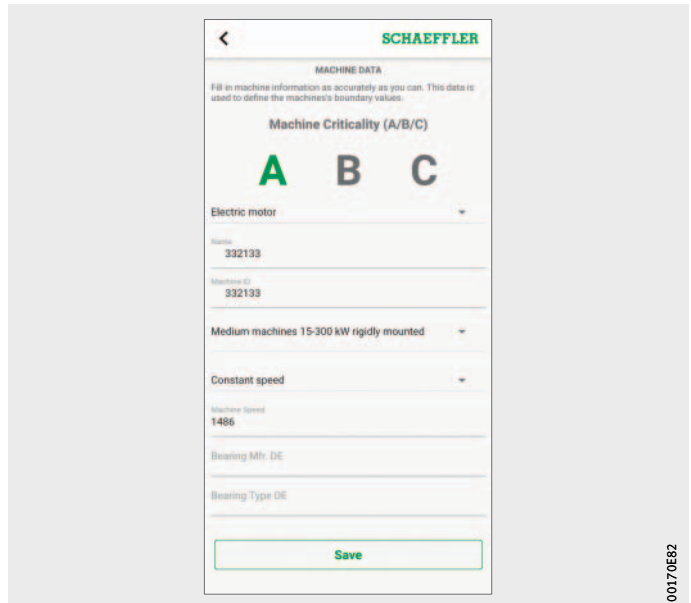 SCHAEFFLER
MACHINE DATA
Fill in machine information as accurately as you can. This data is
used to define the machines's boundary values.
Machine Criticality (A/B/C)
A B C
Electric motor
Name
332133
Machine ID
332133
Medium machines 15-300 kW rigidly mounted
Constant speed
Machine Speed
1486
Bearing Mfr. DE
Bearing Type DE
Save
00170E82